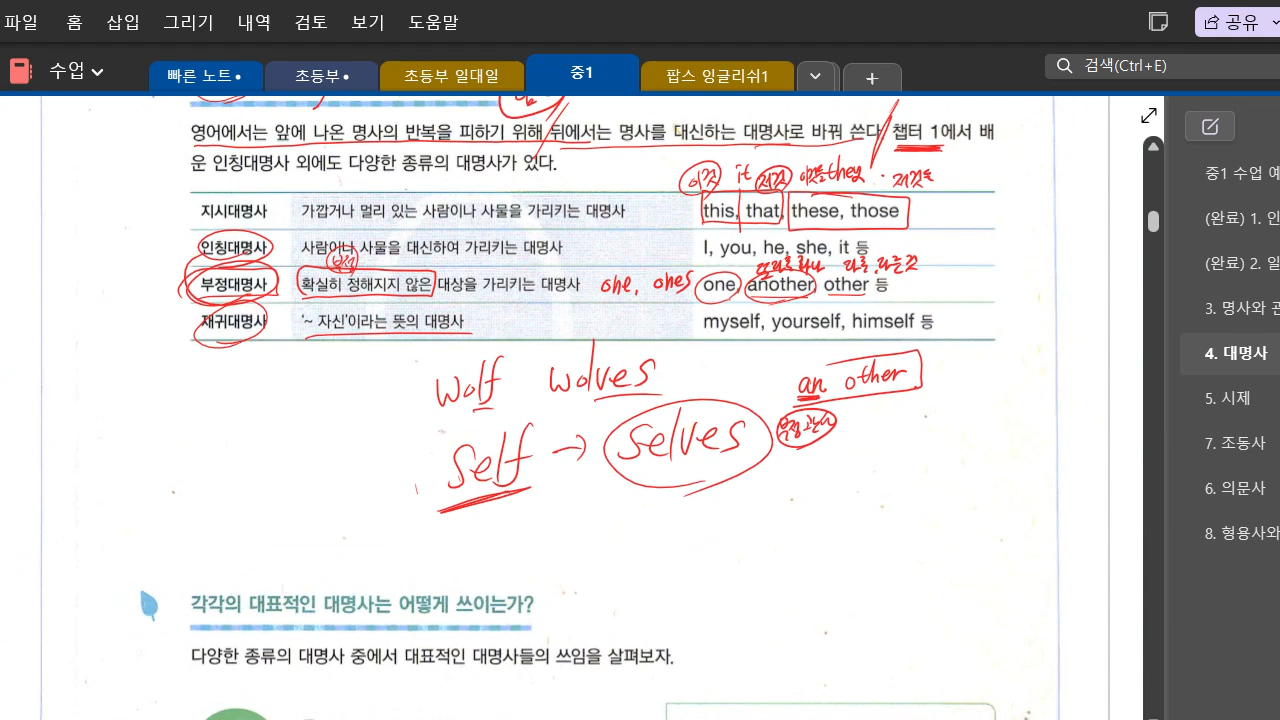 파일 홈 삽입 그리기 내역 검토 보기 도움말 공유
수업 빠른 노트 초등부 초등부 일대일 중1 팝스 잉글리쉬1 + 검색(Ctrl+E)
영어에서는 앞에 나온 명사의 반복을 피하기 위해 뒤에서는 명사를 대신하는 대명사로 바꿔 쓴다. 챕터 1에서 배
운 인칭대명사 외에도 다양한 종류의 대명사가 있다.
이것 it 저것 저것들
지시대명사 가깝거나 멀리 있는 사람이나 사물을 가리키는 대명사 this, that, these, those
인칭대명사 사람이나 사물을 대신하여 가리키는 대명사 I, you, he, she, it 등
또 다른 하나 다른, 다른 것
부정대명사 확실히 정해지지 않은 대상을 가리키는 대명사 one, ones one, another, other 등
재귀대명사 '~ 자신'이라는 뜻의 대명사 myself, yourself, himself 등
wolf wolves an other
self → selves 부정관사
각각의 대표적인 대명사는 어떻게 쓰이는가?
다양한 종류의 대명사 중에서 대표적인 대명사들의 쓰임을 살펴보자.
중1 수업 예
(완료) 1. 인
(완료) 2. 일
3. 명사와 관
4. 대명사
5. 시제
7. 조동사
6. 의문사
8. 형용사와